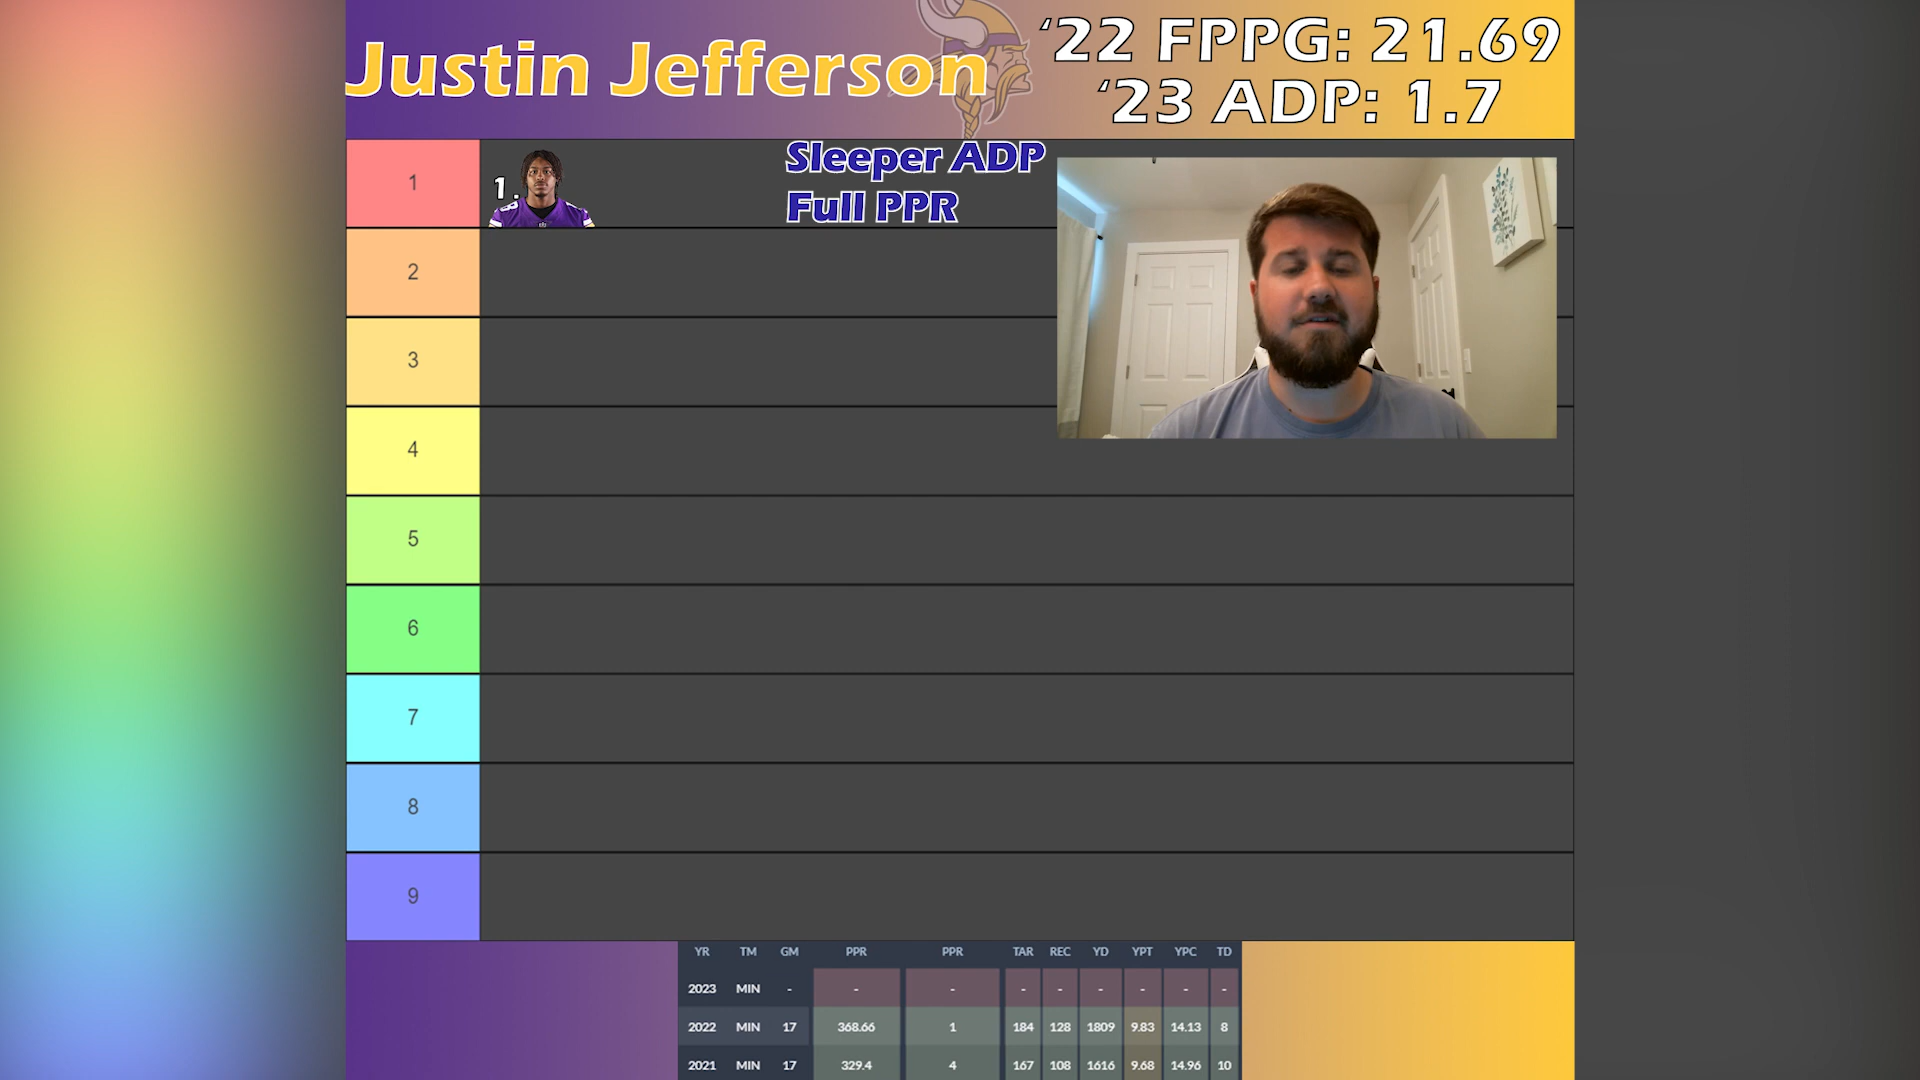 Justin Jefferson
‘22 FPPG: 21.69
‘23 ADP: 1.7
1
1.
Sleeper ADP
Full PPR
2
3
4
5
6
7
8
9
YR TM GM PPR PPR TAR REC YD YPT YPC TD
2023 MIN - - - - - - - - -
2022 MIN 17 368.66 1 184 128 1809 9.83 14.13 8
2021 MIN 17 329.4 4 167 108 1616 9.68 14.96 10